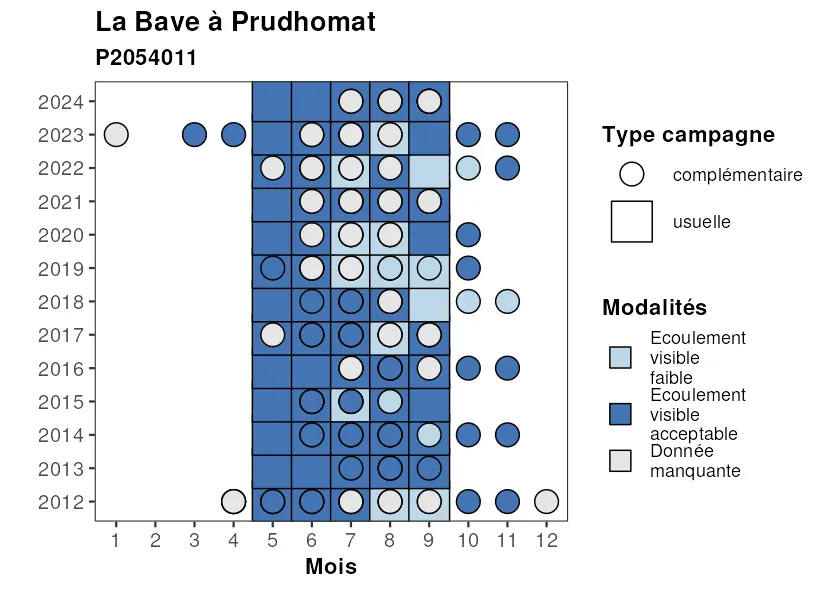 La Bave à Prudhomat
P2054011
2024
2023
2022
2021
2020
2019
2018
2017
2016
2015
2014
2013
2012
1 2 3 4 5 6 7 8 9 10 11 12
Mois
Type campagne
complémentaire
usuelle
Modalités
Ecoulement
visible
faible
Ecoulement
visible
acceptable
Donnée
manquante